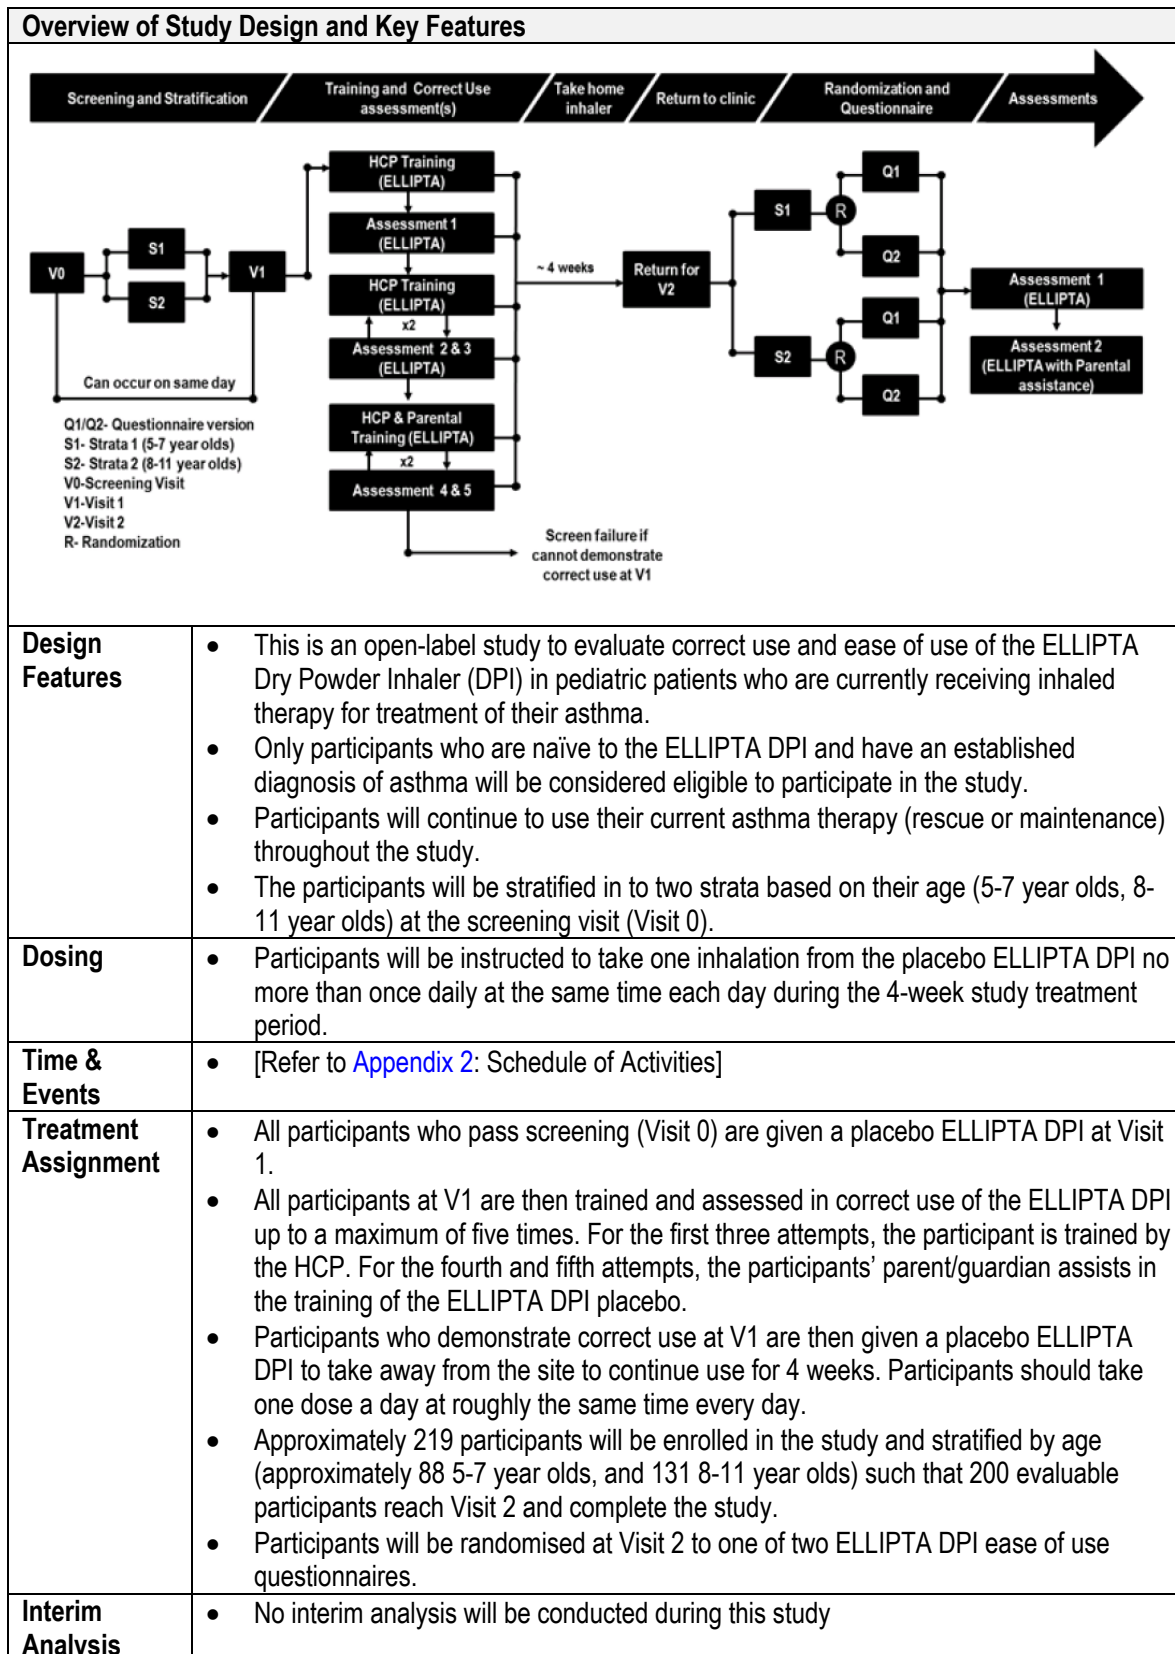 Overview of Study Design and Key Features
Screening and Stratification
Training and Correct Use
assessment(s)
Take home
inhaler
Return to clinic
Randomization and
Questionnaire
Assessments
V0
S1
S2
V1
Can occur on same day
Q1/Q2- Questionnaire version
S1- Strata 1 (5-7 year olds)
S2- Strata 2 (8-11 year olds)
V0-Screening Visit
V1-Visit 1
V2-Visit 2
R- Randomization
HCP Training
(ELLIPTA)
Assessment 1
(ELLIPTA)
HCP Training
(ELLIPTA)
x2
Assessment 2 & 3
(ELLIPTA)
HCP & Parental
Training (ELLIPTA)
x2
Assessment 4 & 5
Screen failure if
cannot demonstrate
correct use at V1
~ 4 weeks
Return for
V2
S1
R
Q1
Q2
S2
R
Q1
Q2
Assessment 1
(ELLIPTA)
Assessment 2
(ELLIPTA with Parental
assistance)
Design
Features
• This is an open-label study to evaluate correct use and ease of use of the ELLIPTA
Dry Powder Inhaler (DPI) in pediatric patients who are currently receiving inhaled
therapy for treatment of their asthma.
• Only participants who are naïve to the ELLIPTA DPI and have an established
diagnosis of asthma will be considered eligible to participate in the study.
• Participants will continue to use their current asthma therapy (rescue or maintenance)
throughout the study.
• The participants will be stratified in to two strata based on their age (5-7 year olds, 8-
11 year olds) at the screening visit (Visit 0).
Dosing
• Participants will be instructed to take one inhalation from the placebo ELLIPTA DPI no
more than once daily at the same time each day during the 4-week study treatment
period.
Time &
Events
• [Refer to Appendix 2: Schedule of Activities]
Treatment
Assignment
• All participants who pass screening (Visit 0) are given a placebo ELLIPTA DPI at Visit
1.
• All participants at V1 are then trained and assessed in correct use of the ELLIPTA DPI
up to a maximum of five times. For the first three attempts, the participant is trained by
the HCP. For the fourth and fifth attempts, the participants’ parent/guardian assists in
the training of the ELLIPTA DPI placebo.
• Participants who demonstrate correct use at V1 are then given a placebo ELLIPTA
DPI to take away from the site to continue use for 4 weeks. Participants should take
one dose a day at roughly the same time every day.
• Approximately 219 participants will be enrolled in the study and stratified by age
(approximately 88 5-7 year olds, and 131 8-11 year olds) such that 200 evaluable
participants reach Visit 2 and complete the study.
• Participants will be randomised at Visit 2 to one of two ELLIPTA DPI ease of use
questionnaires.
Interim
Analysis
• No interim analysis will be conducted during this study